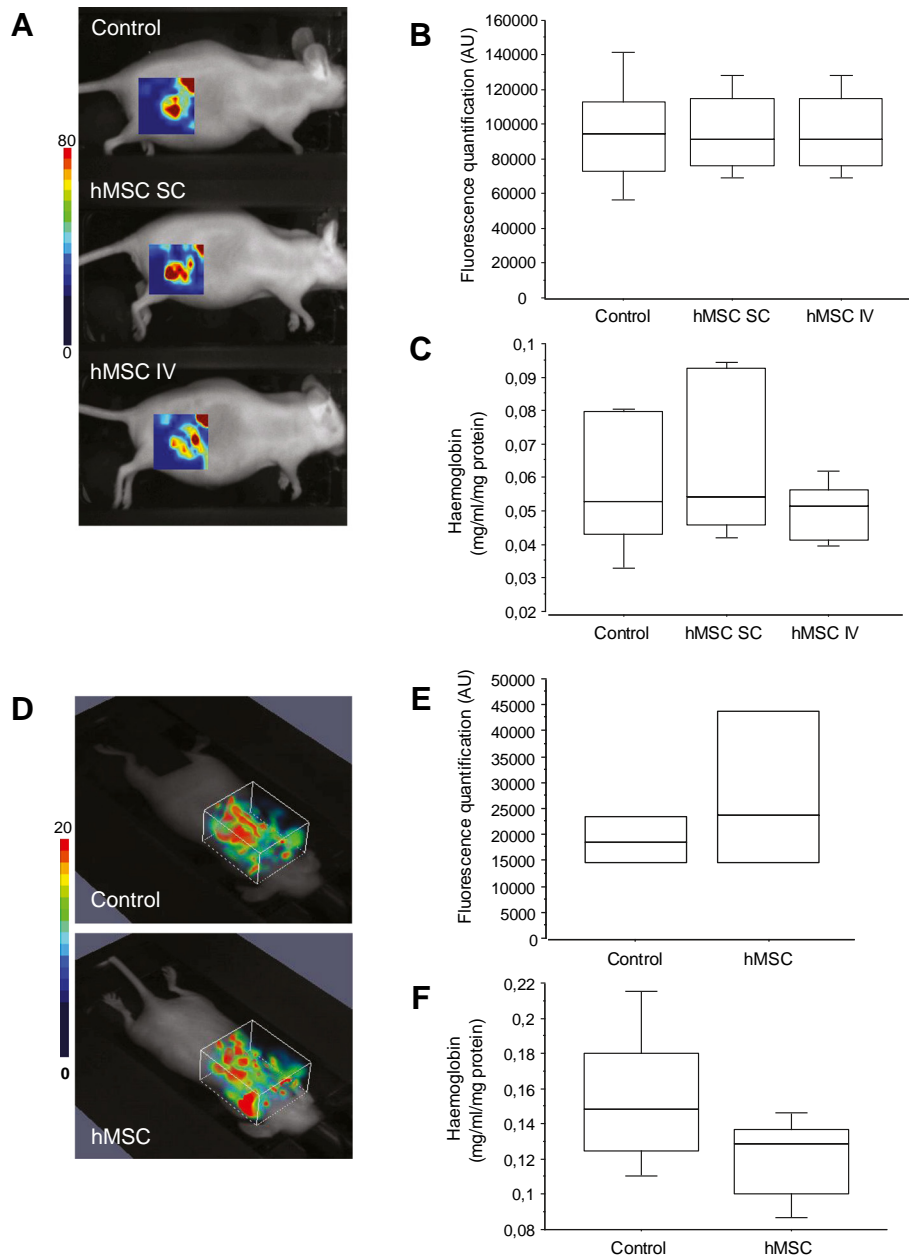 A
Control
80
hMSC SC
0
hMSC IV
B
Fluorescence quantification (AU)
160000
140000
120000
100000
80000
60000
40000
20000
0
Control hMSC SC hMSC IV
C
Haemoglobin
(mg/ml/mg protein)
0,1
0,09
0,08
0,07
0,06
0,05
0,04
0,03
0,02
Control hMSC SC hMSC IV
D
20
Control
0
hMSC
E
Fluorescence quantification (AU)
50000
45000
40000
35000
30000
25000
20000
15000
10000
5000
0
Control hMSC
F
Haemoglobin
(mg/ml/mg protein)
0,22
0,2
0,18
0,16
0,14
0,12
0,1
0,08
Control hMSC